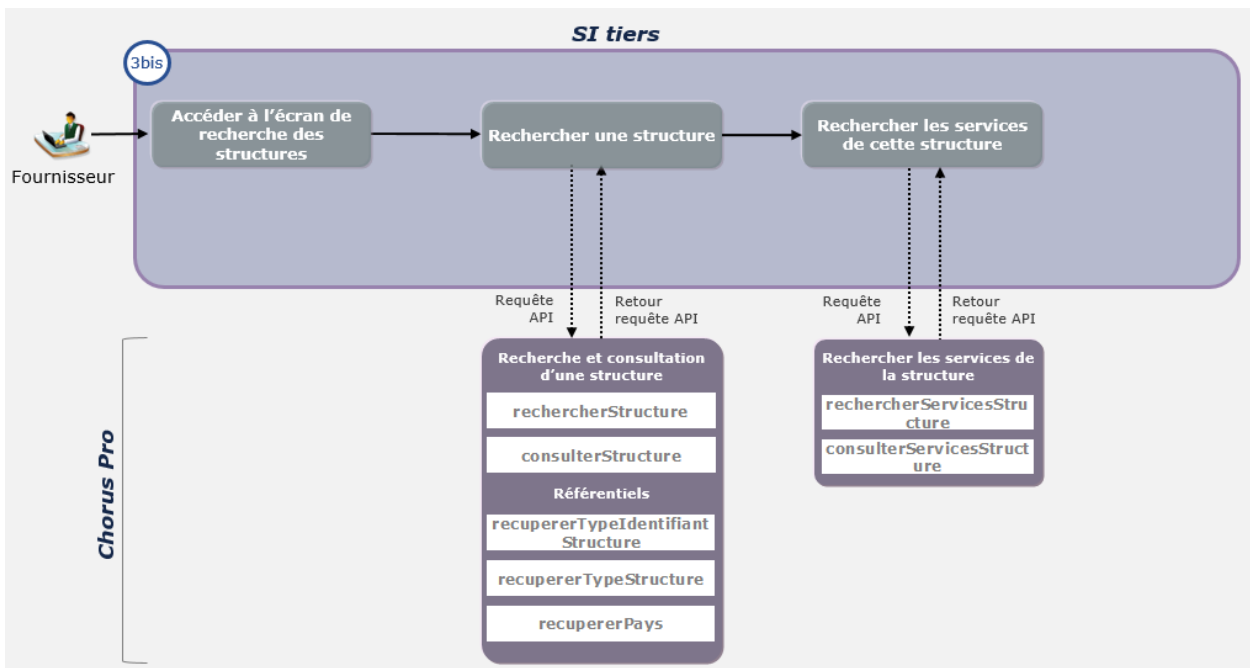 SI tiers
3bis
Fournisseur
Accéder à l'écran de
recherche des
structures
Rechercher une structure
Rechercher les services
de cette structure
Requête
API
Retour
requête API
Requête
API
Retour
requête API
Chorus Pro
Recherche et consultation
d'une structure
rechercherStructure
consulterStructure
Référentiels
recupererTypeIdentifiant
Structure
recupererTypeStructure
recupererPays
Rechercher les services de
la structure
rechercherServicesStru
cture
consulterServicesStruct
ure